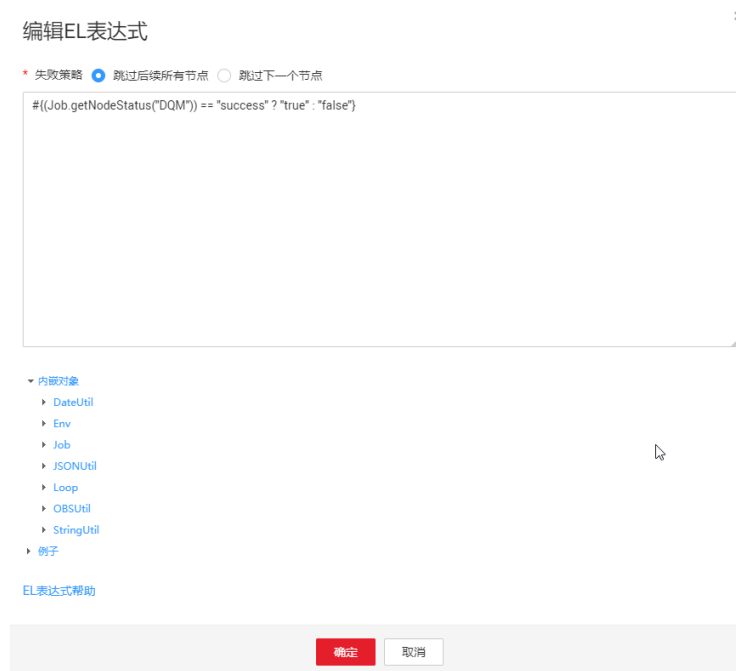 编辑EL表达式
* 失败策略 跳过后续所有节点 跳过下一个节点
#{(Job.getNodeStatus("DQM")) == "success" ? "true" : "false"}
内嵌对象
DateUtil
Env
Job
JSONUtil
Loop
OBSUtil
StringUtil
例子
EL表达式帮助
确定 取消